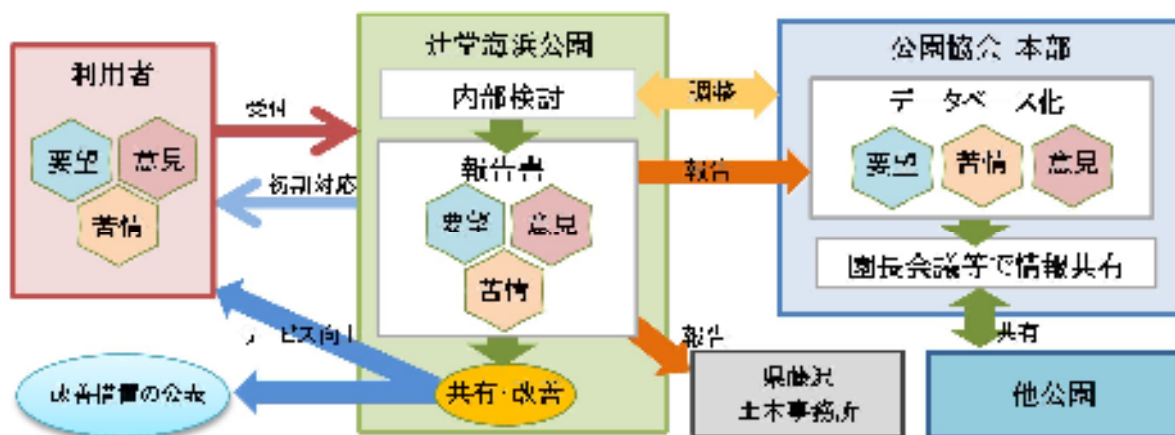 利用者
要望
意見
苦情
受付
初期対応
サービス向上
改善措置の公表
辻堂海浜公園
内部検討
報告書
要望
意見
苦情
共有・改善
調整
報告
報告
県藤沢
土木事務所
公園協会 本部
データベース化
要望
苦情
意見
園長会議等で情報共有
共有
他公園